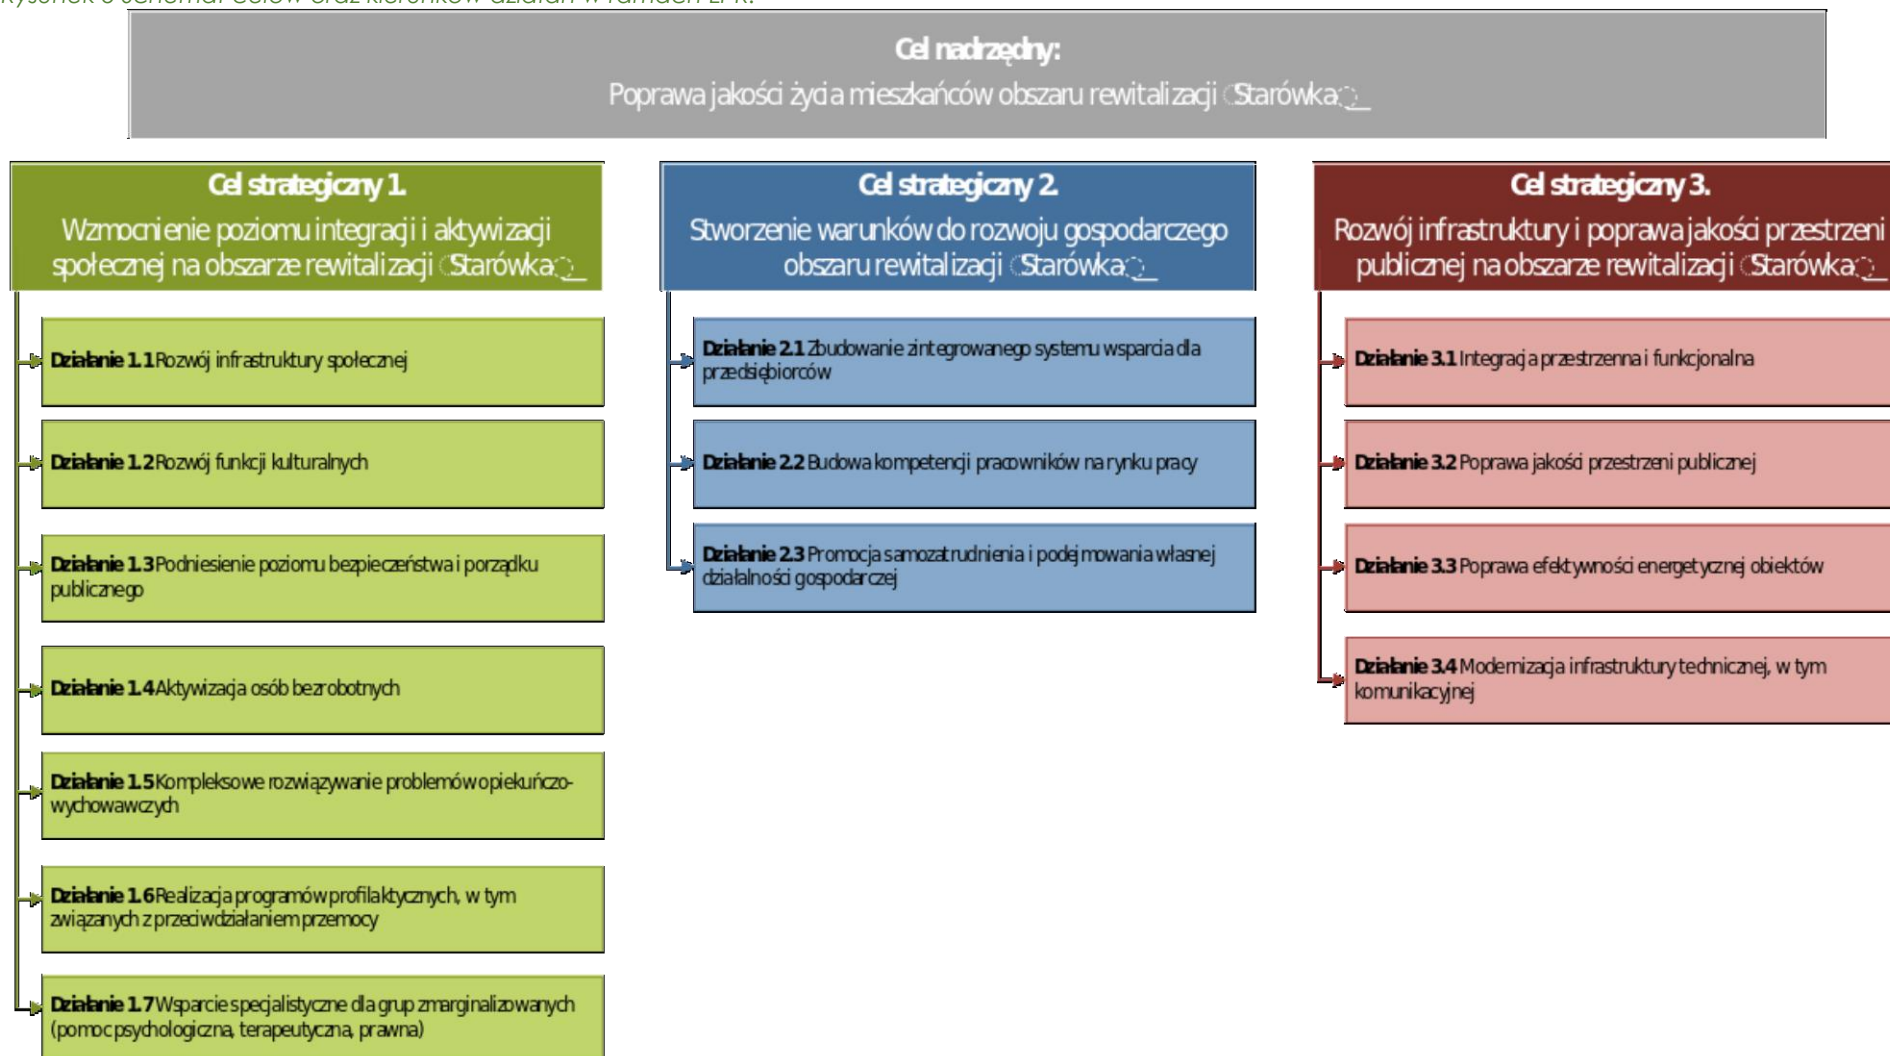 Cel nadrzędny:
Poprawa jakości życia mieszkańców obszaru rewitalizacji Starówka
Cel strategiczny 1.
Wzmocnienie poziomu integracji i aktywizacji
społecznej na obszarze rewitalizacji Starówka
Działanie 1.1 Rozwój infrastruktury społecznej
Działanie 1.2 Rozwój funkcji kulturalnych
Działanie 1.3 Podniesienie poziomu bezpieczeństwa i porządku
publicznego
Działanie 1.4 Aktywizacja osób bezrobotnych
Działanie 1.5 Kompleksowe rozwiązywanie problemów opiekuńczo-
wychowawczych
Działanie 1.6 Realizacja programów profilaktycznych, w tym
związanych z przeciwdziałaniem przemocy
Działanie 1.7 Wsparcie specjalistyczne dla grup zmarginalizowanych
(pomoc psychologiczna, terapeutyczna, prawna)
Cel strategiczny 2.
Stworzenie warunków do rozwoju gospodarczego
obszaru rewitalizacji Starówka
Działanie 2.1 Zbudowanie zintegrowanego systemu wsparcia dla
przedsiębiorców
Działanie 2.2 Budowa kompetencji pracowników na rynku pracy
Działanie 2.3 Promocja samozatrudnienia i podejmowania własnej
działalności gospodarczej
Cel strategiczny 3.
Rozwój infrastruktury i poprawa jakości przestrzeni
publicznej na obszarze rewitalizacji Starówka
Działanie 3.1 Integracja przestrzenna i funkcjonalna
Działanie 3.2 Poprawa jakości przestrzeni publicznej
Działanie 3.3 Poprawa efektywności energetycznej obiektów
Działanie 3.4 Modernizacja infrastruktury technicznej, w tym
komunikacyjnej